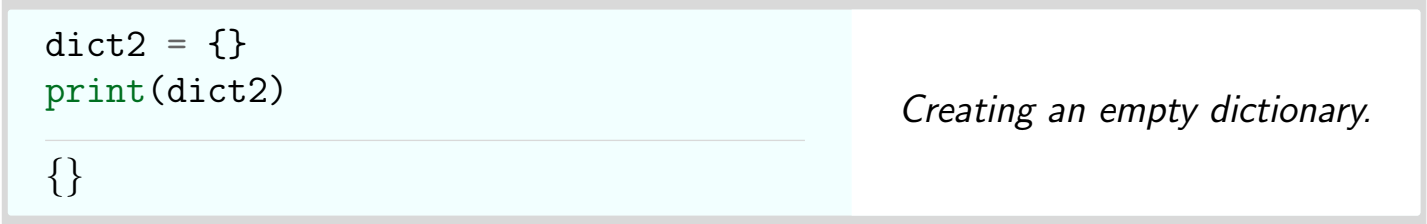 dict2 = {}
print(dict2)
{}
Creating an empty dictionary.